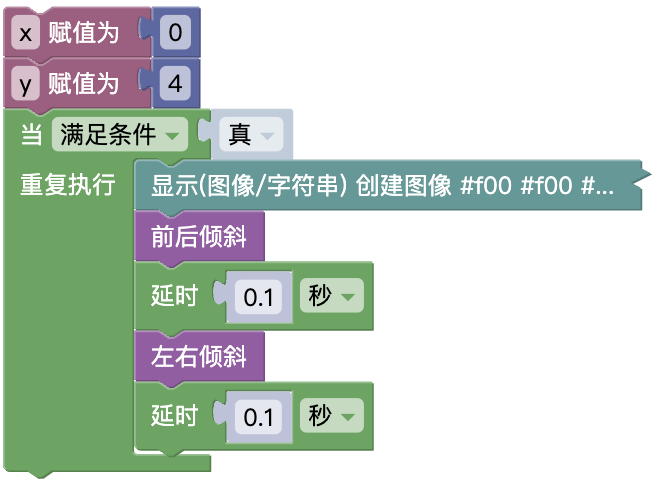 x 赋值为 0
y 赋值为 4
当 满足条件 真
重复执行 显示(图像/字符串) 创建图像 #f00 #f00 #...
前后倾斜
延时 0.1 秒
左右倾斜
延时 0.1 秒